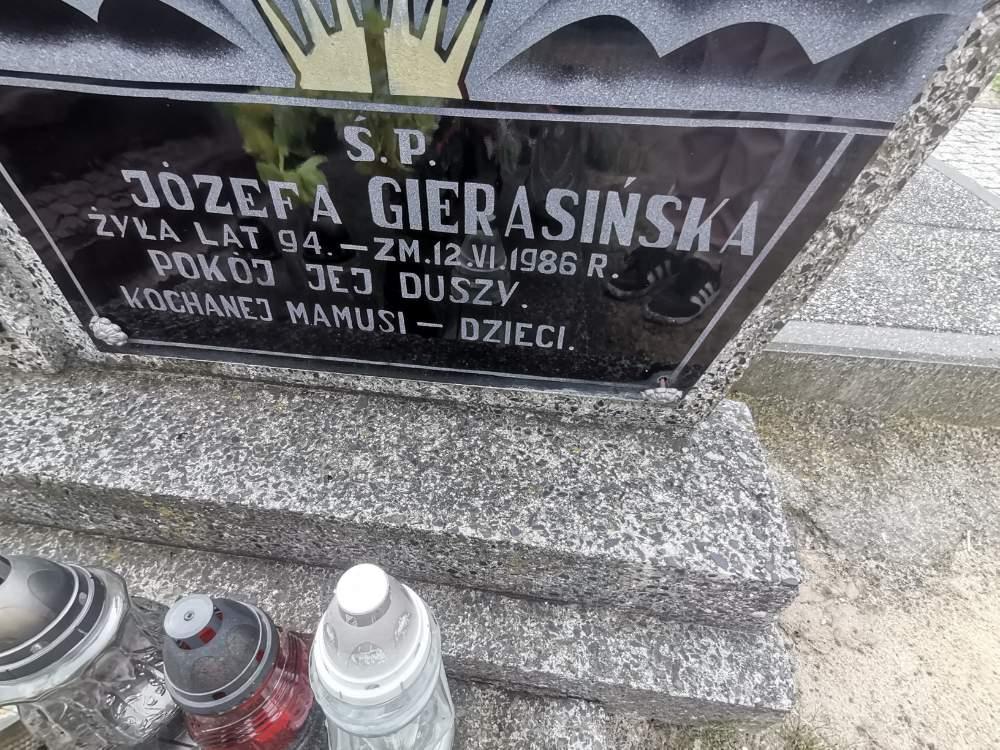 Ś.P.
JÓZEFA GIERASIŃSKA
ŻYŁA LAT 94. – ZM. 12.VI.1986 R.
POKÓJ JEJ DUSZY.
KOCHANEJ MAMUSI – DZIECI.